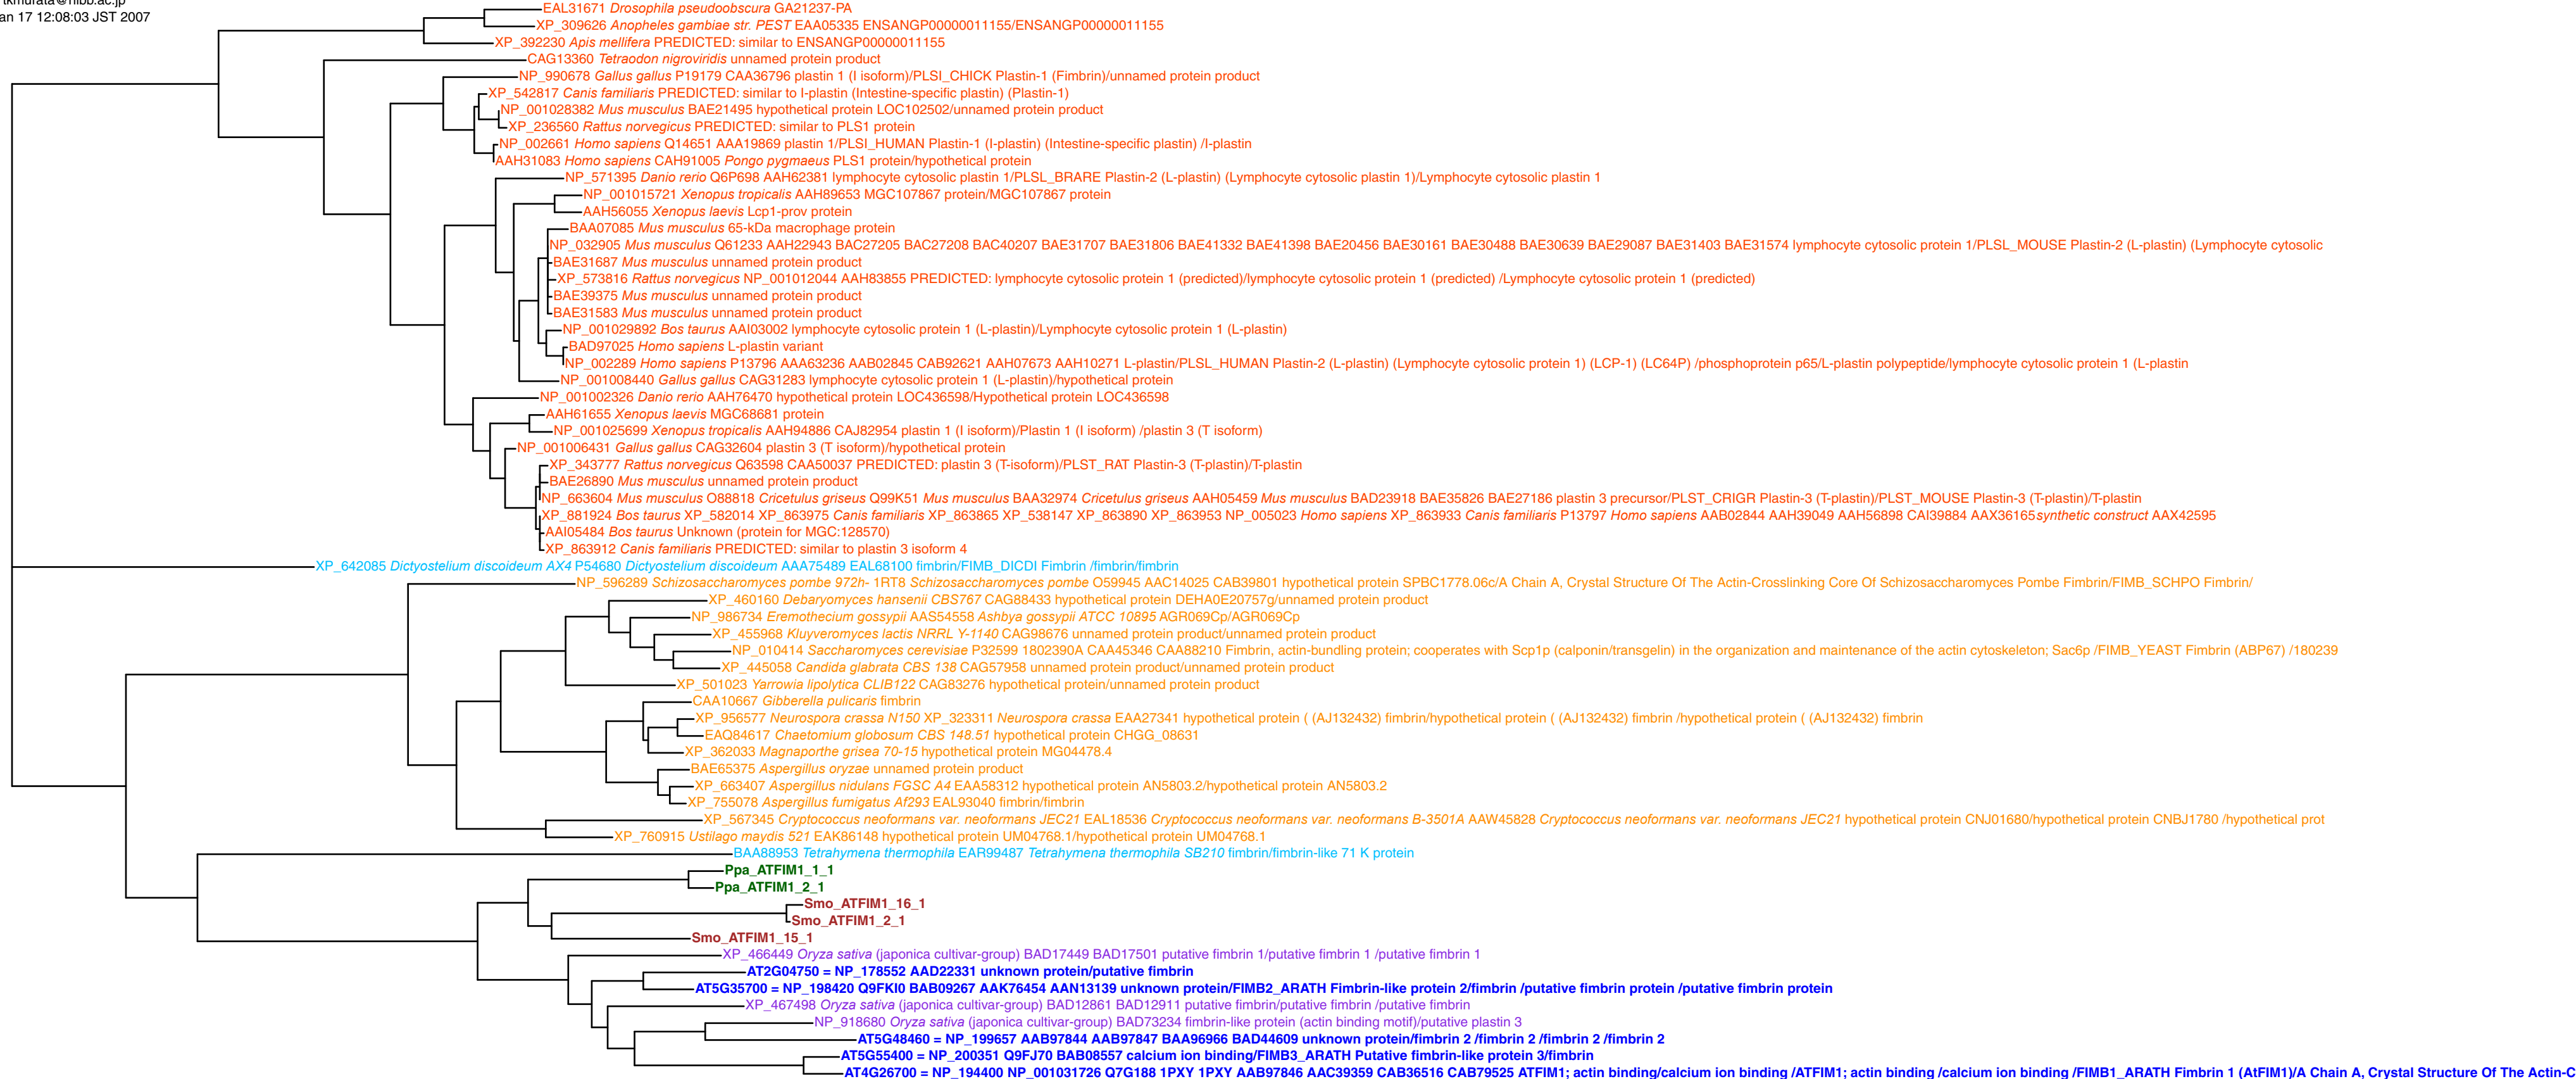 tkmurata@nibb.ac.jp
an 17 12:08:03 JST 2007
EAL31671 Drosophila pseudoobscura GA21237-PA
XP_309626 Anopheles gambiae str. PEST EAA05335 ENSANGP00000011155/ENSANGP00000011155
XP_392230 Apis mellifera PREDICTED: similar to ENSANGP00000011155
CAG13360 Tetraodon nigroviridis unnamed protein product
NP_990678 Gallus gallus P19179 CAA36796 plastin 1 (I isoform)/PLSI_CHICK Plastin-1 (Fimbrin)/unnamed protein product
XP_542817 Canis familiaris PREDICTED: similar to I-plastin (Intestine-specific plastin) (Plastin-1)
NP_001028382 Mus musculus BAE21495 hypothetical protein LOC102502/unnamed protein product
XP_236560 Rattus norvegicus PREDICTED: similar to PLS1 protein
NP_002661 Homo sapiens Q14651 AAA19869 plastin 1/PLSI_HUMAN Plastin-1 (I-plastin) (Intestine-specific plastin) /I-plastin
AAH31083 Homo sapiens CAH91005 Pongo pygmaeus PLS1 protein/hypothetical protein
NP_571395 Danio rerio Q6P698 AAH62381 lymphocyte cytosolic plastin 1/PLSL_BRARE Plastin-2 (L-plastin) (Lymphocyte cytosolic plastin 1)/Lymphocyte cytosolic plastin 1
NP_001015721 Xenopus tropicalis AAH89653 MGC107867 protein/MGC107867 protein
AAH56055 Xenopus laevis Lcp1-prov protein
BAA07085 Mus musculus 65-kDa macrophage protein
NP_032905 Mus musculus Q61233 AAH22943 BAC27205 BAC27208 BAC40207 BAE31707 BAE31806 BAE41332 BAE41398 BAE20456 BAE30161 BAE30488 BAE30639 BAE29087 BAE31403 BAE31574 lymphocyte cytosolic protein 1/PLSL_MOUSE Plastin-2 (L-plastin) (Lymphocyte cytosolic
BAE31687 Mus musculus unnamed protein product
XP_573816 Rattus norvegicus NP_001012044 AAH83855 PREDICTED: lymphocyte cytosolic protein 1 (predicted)/lymphocyte cytosolic protein 1 (predicted) /Lymphocyte cytosolic protein 1 (predicted)
BAE39375 Mus musculus unnamed protein product
BAE31583 Mus musculus unnamed protein product
NP_001029892 Bos taurus AAI03002 lymphocyte cytosolic protein 1 (L-plastin)/Lymphocyte cytosolic protein 1 (L-plastin)
BAD97025 Homo sapiens L-plastin variant
NP_002289 Homo sapiens P13796 AAA63236 AAB02845 CAB92621 AAH07673 AAH10271 L-plastin/PLSL_HUMAN Plastin-2 (L-plastin) (Lymphocyte cytosolic protein 1) (LCP-1) (LC64P) /phosphoprotein p65/L-plastin polypeptide/lymphocyte cytosolic protein 1 (L-plastin
NP_001008440 Gallus gallus CAG31283 lymphocyte cytosolic protein 1 (L-plastin)/hypothetical protein
NP_001002326 Danio rerio AAH76470 hypothetical protein LOC436598/Hypothetical protein LOC436598
AAH61655 Xenopus laevis MGC68681 protein
NP_001025699 Xenopus tropicalis AAH94886 CAJ82954 plastin 1 (I isoform)/Plastin 1 (I isoform) /plastin 3 (T isoform)
NP_001006431 Gallus gallus CAG32604 plastin 3 (T isoform)/hypothetical protein
XP_343777 Rattus norvegicus Q63598 CAA50037 PREDICTED: plastin 3 (T-isoform)/PLST_RAT Plastin-3 (T-plastin)/T-plastin
BAE26890 Mus musculus unnamed protein product
NP_663604 Mus musculus O88818 Cricetulus griseus Q99K51 Mus musculus BAA32974 Cricetulus griseus AAH05459 Mus musculus BAD23918 BAE35826 BAE27186 plastin 3 precursor/PLST_CRIGR Plastin-3 (T-plastin)/PLST_MOUSE Plastin-3 (T-plastin)/T-plastin
XP_881924 Bos taurus XP_582014 XP_863975 Canis familiaris XP_863865 XP_538147 XP_863890 XP_863953 NP_005023 Homo sapiens XP_863933 Canis familiaris P13797 Homo sapiens AAB02844 AAH39049 AAH56898 CAI39884 AAX36165synthetic construct AAX42595
AAI05484 Bos taurus Unknown (protein for MGC:128570)
XP_863912 Canis familiaris PREDICTED: similar to plastin 3 isoform 4
XP_642085 Dictyostelium discoideum AX4 P54680 Dictyostelium discoideum AAA75489 EAL68100 fimbrin/FIMB_DICDI Fimbrin /fimbrin/fimbrin
NP_596289 Schizosaccharomyces pombe 972h- 1RT8 Schizosaccharomyces pombe O59945 AAC14025 CAB39801 hypothetical protein SPBC1778.06c/A Chain A, Crystal Structure Of The Actin-Crosslinking Core Of Schizosaccharomyces Pombe Fimbrin/FIMB_SCHPO Fimbrin/
XP_460160 Debaryomyces hansenii CBS767 CAG88433 hypothetical protein DEHA0E20757g/unnamed protein product
NP_986734 Eremothecium gossypii AAS54558 Ashbya gossypii ATCC 10895 AGR069Cp/AGR069Cp
XP_455968 Kluyveromyces lactis NRRL Y-1140 CAG98676 unnamed protein product/unnamed protein product
NP_010414 Saccharomyces cerevisiae P32599 1802390A CAA45346 CAA88210 Fimbrin, actin-bundling protein; cooperates with Scp1p (calponin/transgelin) in the organization and maintenance of the actin cytoskeleton; Sac6p /FIMB_YEAST Fimbrin (ABP67) /180239
XP_445058 Candida glabrata CBS 138 CAG57958 unnamed protein product/unnamed protein product
XP_501023 Yarrowia lipolytica CLIB122 CAG83276 hypothetical protein/unnamed protein product
CAA10667 Gibberella pulicaris fimbrin
XP_956577 Neurospora crassa N150 XP_323311 Neurospora crassa EAA27341 hypothetical protein ( (AJ132432) fimbrin/hypothetical protein ( (AJ132432) fimbrin /hypothetical protein ( (AJ132432) fimbrin
EAQ84617 Chaetomium globosum CBS 148.51 hypothetical protein CHGG_08631
XP_362033 Magnaporthe grisea 70-15 hypothetical protein MG04478.4
BAE65375 Aspergillus oryzae unnamed protein product
XP_663407 Aspergillus nidulans FGSC A4 EAA58312 hypothetical protein AN5803.2/hypothetical protein AN5803.2
XP_755078 Aspergillus fumigatus Af293 EAL93040 fimbrin/fimbrin
XP_567345 Cryptococcus neoformans var. neoformans JEC21 EAL18536 Cryptococcus neoformans var. neoformans B-3501A AAW45828 Cryptococcus neoformans var. neoformans JEC21 hypothetical protein CNJ01680/hypothetical protein CNBJ1780 /hypothetical prot
XP_760915 Ustilago maydis 521 EAK86148 hypothetical protein UM04768.1/hypothetical protein UM04768.1
BAA88953 Tetrahymena thermophila EAR99487 Tetrahymena thermophila SB210 fimbrin/fimbrin-like 71 K protein
Ppa_ATFIM1_1_1
Ppa_ATFIM1_2_1
Smo_ATFIM1_16_1
Smo_ATFIM1_2_1
Smo_ATFIM1_15_1
XP_466449 Oryza sativa (japonica cultivar-group) BAD17449 BAD17501 putative fimbrin 1/putative fimbrin 1 /putative fimbrin 1
AT2G04750 = NP_178552 AAD22331 unknown protein/putative fimbrin
AT5G35700 = NP_198420 Q9FKI0 BAB09267 AAK76454 AAN13139 unknown protein/FIMB2_ARATH Fimbrin-like protein 2/fimbrin /putative fimbrin protein /putative fimbrin protein
XP_467498 Oryza sativa (japonica cultivar-group) BAD12861 BAD12911 putative fimbrin/putative fimbrin /putative fimbrin
NP_918680 Oryza sativa (japonica cultivar-group) BAD73234 fimbrin-like protein (actin binding motif)/putative plastin 3
AT5G48460 = NP_199657 AAB97844 AAB97847 BAA96966 BAD44609 unknown protein/fimbrin 2 /fimbrin 2 /fimbrin 2 /fimbrin 2
AT5G55400 = NP_200351 Q9FJ70 BAB08557 calcium ion binding/FIMB3_ARATH Putative fimbrin-like protein 3/fimbrin
AT4G26700 = NP_194400 NP_001031726 Q7G188 1PXY 1PXY AAB97846 AAC39359 CAB36516 CAB79525 ATFIM1; actin binding/calcium ion binding /ATFIM1; actin binding /calcium ion binding /FIMB1_ARATH Fimbrin 1 (AtFIM1)/A Chain A, Crystal Structure Of The Actin-C